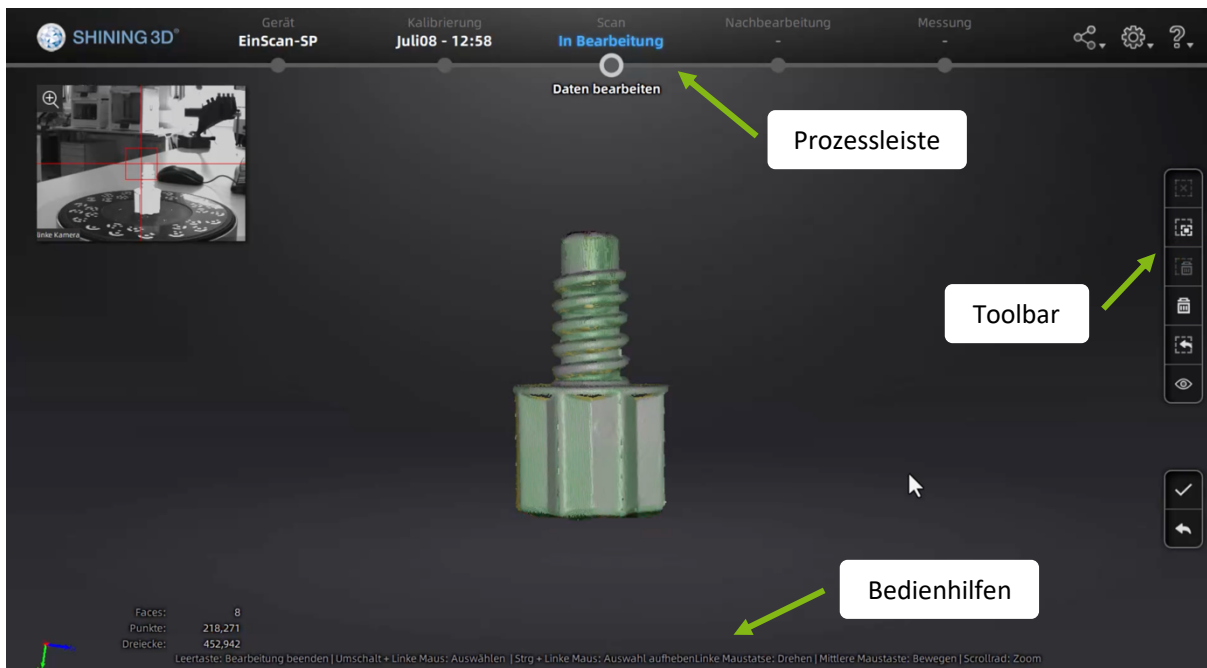 SHINING 3D®
Gerät
EinScan-SP
Kalibrierung
Juli08 - 12:58
Scan
In Bearbeitung
Nachbearbeitung
-
Messung
-
Daten bearbeiten
Prozessleiste
linke Kamera
Toolbar
Bedienhilfen
Faces: 8
Punkte: 218,271
Dreiecke: 452,942
Leertaste: Bearbeitung beenden | Umschalt + Linke Maus: Auswählen | Strg + Linke Maus: Auswahl aufhebenLinke Maustatse: Drehen | Mittlere Maustaste: Bewegen | Scrollrad: Zoom